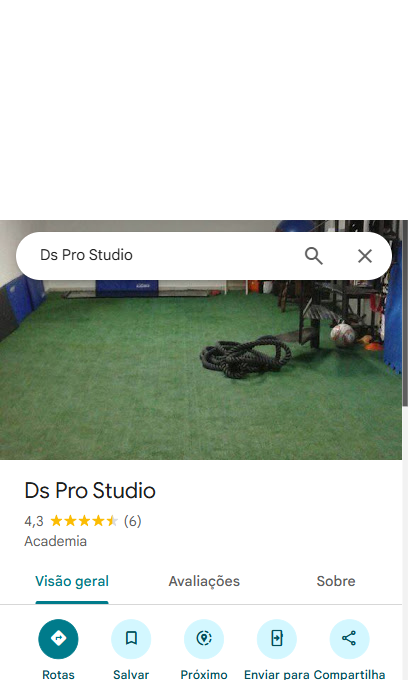 Ds Pro Studio
Ds Pro Studio
4,3 (6)
Academia
Visão geral Avaliações Sobre
Rotas Salvar Próximo Enviar para Compartilha